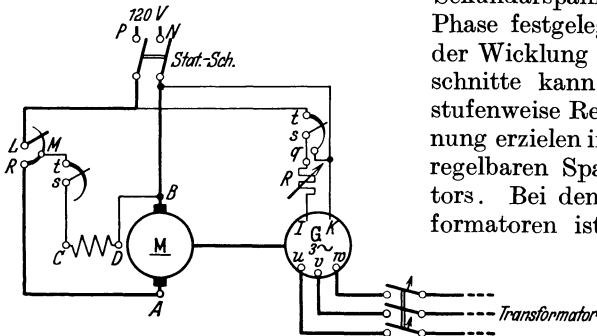 120 V
P N
Stat.-Sch.
L
M
R
t
s
t
s
q
R
B
C
D
M
A
I K
G
3~
u v w
Transformator
Phase festgeleg
der Wicklung
schnitte kann
stufenweise Re
nung erzielen i
regelbaren Spa
tors. Bei den
formatoren ist